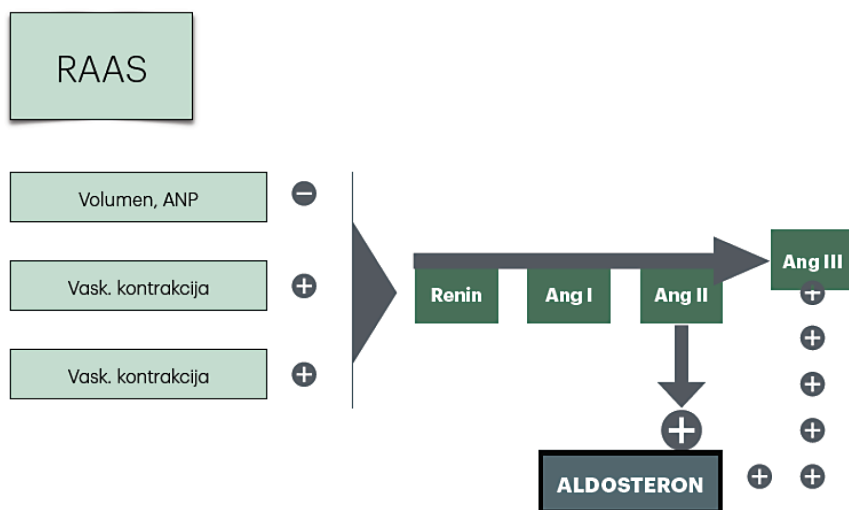 RAAS
Volumen, ANP
Vask. kontrakcija
Vask. kontrakcija
Renin
Ang I
Ang II
Ang III
ALDOSTERON